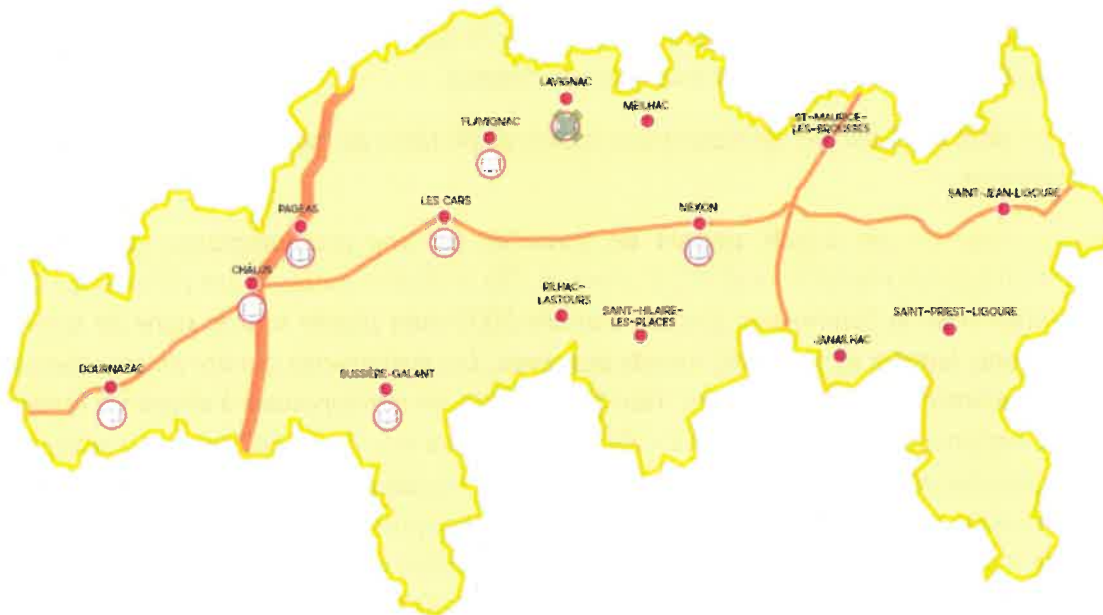 LAVIGNAC
MEILHAC
FLAVIGNAC
ST-MAURICE-
LES-BROUSSES
SAINT-JEAN-LIGOURE
PAGEAS
LES CARS
NEXON
CHÂLUS
RILHAC-
LASTOURS
SAINT-HILAIRE-
LES-PLACES
SAINT-PRIEST-LIGOURE
JANAILHAC
DOURNAZAC
BUSSIÈRE-GALANT